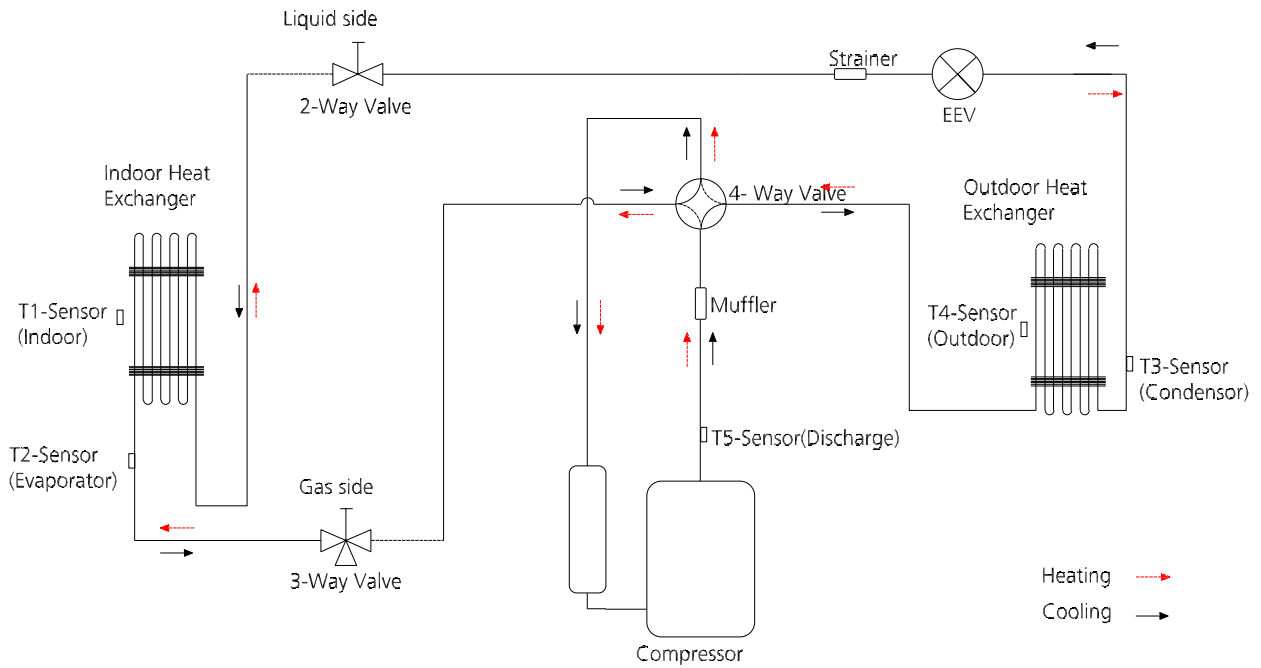 Liquid side
2-Way Valve
Strainer
EEV
Indoor Heat
Exchanger
4- Way Valve
Outdoor Heat
Exchanger
T1-Sensor
(Indoor)
Muffler
T4-Sensor
(Outdoor)
T3-Sensor
(Condensor)
T2-Sensor
(Evaporator)
T5-Sensor(Discharge)
Gas side
3-Way Valve
Compressor
Heating
Cooling